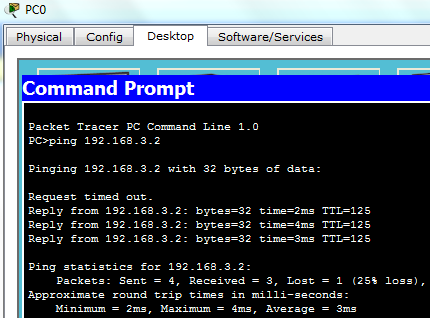 PC0
Physical Config Desktop Software/Services
Command Prompt
Packet Tracer PC Command Line 1.0
PC>ping 192.168.3.2
Pinging 192.168.3.2 with 32 bytes of data:
Request timed out.
Reply from 192.168.3.2: bytes=32 time=2ms TTL=125
Reply from 192.168.3.2: bytes=32 time=4ms TTL=125
Reply from 192.168.3.2: bytes=32 time=3ms TTL=125
Ping statistics for 192.168.3.2:
Packets: Sent = 4, Received = 3, Lost = 1 (25% loss),
Approximate round trip times in milli-seconds:
Minimum = 2ms, Maximum = 4ms, Average = 3ms